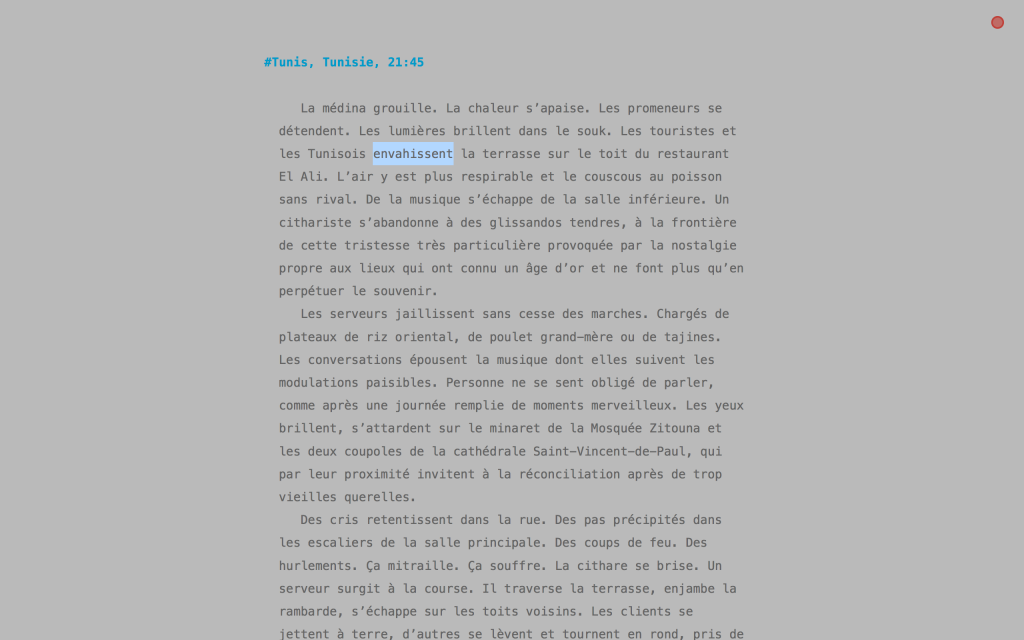 #Tunis, Tunisie, 21:45
La médina grouille. La chaleur s’apaise. Les promeneurs se
détendent. Les lumières brillent dans le souk. Les touristes et
les Tunisois envahissent la terrasse sur le toit du restaurant
El Ali. L’air y est plus respirable et le couscous au poisson
sans rival. De la musique s’échappe de la salle inférieure. Un
cithariste s’abandonne à des glissandos tendres, à la frontière
de cette tristesse très particulière provoquée par la nostalgie
propre aux lieux qui ont connu un âge d’or et ne font plus qu’en
perpétuer le souvenir.
Les serveurs jaillissent sans cesse des marches. Chargés de
plateaux de riz oriental, de poulet grand-mère ou de tajines.
Les conversations épousent la musique dont elles suivent les
modulations paisibles. Personne ne se sent obligé de parler,
comme après une journée remplie de moments merveilleux. Les yeux
brillent, s’attardent sur le minaret de la Mosquée Zitouna et
les deux coupoles de la cathédrale Saint-Vincent-de-Paul, qui
par leur proximité invitent à la réconciliation après de trop
vieilles querelles.
Des cris retentissent dans la rue. Des pas précipités dans
les escaliers de la salle principale. Des coups de feu. Des
hurlements. Ça mitraille. Ça souffre. La cithare se brise. Un
serveur surgit à la course. Il traverse la terrasse, enjambe la
rambarde, s’échappe sur les toits voisins. Les clients se
jettent à terre, d’autres se lèvent et tournent en rond, pris de